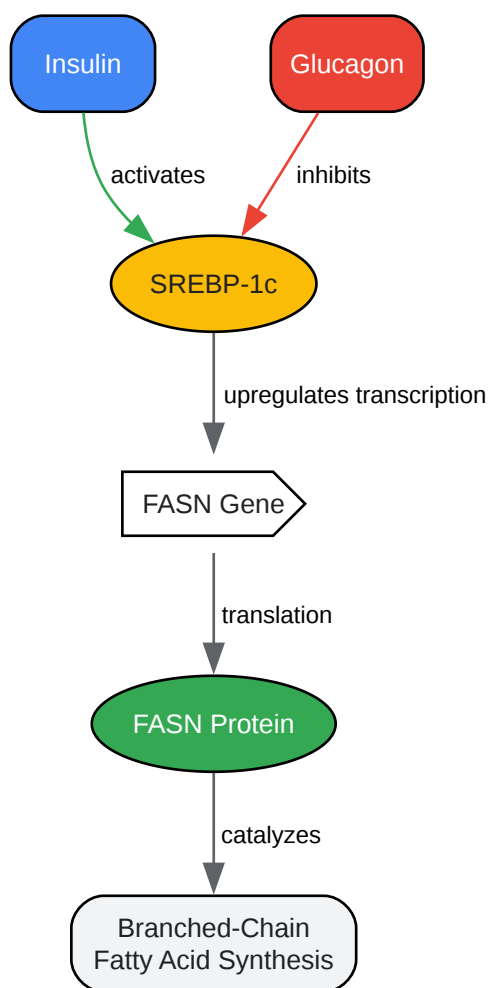 Insulin
Glucagon
activates
inhibits
SREBP-1c
upregulates transcription
FASN Gene
translation
FASN Protein
catalyzes
Branched-Chain
Fatty Acid Synthesis